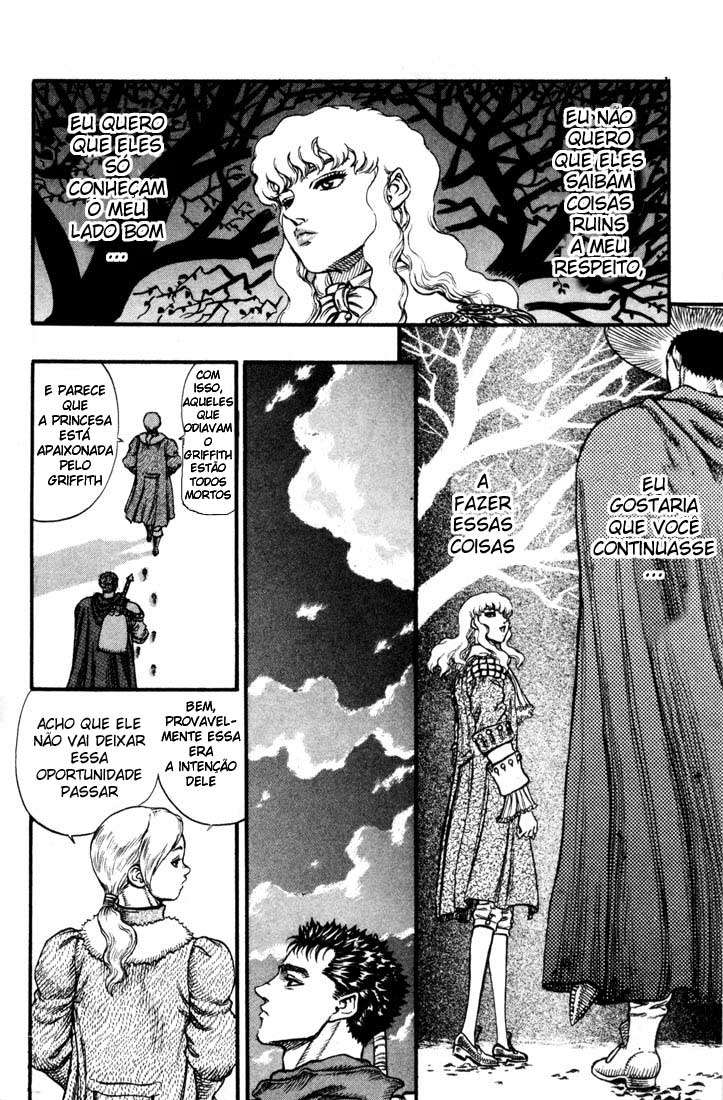 EU NÃO
QUERO
QUE ELES
SAIBAM
COISAS
RUINS
A MEU
RESPEITO,
EU QUERO
QUE ELES
SÓ
CONHEÇAM
O MEU
LADO BOM
...
EU
GOSTARIA
QUE VOCÊ
CONTINUASSE
...
A
FAZER
ESSAS
COISAS
COM
ISSO,
AQUELES
QUE
ODIAVAM
O
GRIFFITH
ESTÃO
TODOS
MORTOS
E PARECE
QUE
A PRINCESA
ESTÁ
APAIXONADA
PELO
GRIFFITH
BEM,
PROVAVEL-
MENTE ESSA
ERA
A INTENÇÃO
DELE
ACHO QUE ELE
NÃO VAI DEIXAR
ESSA
OPORTUNIDADE
PASSAR